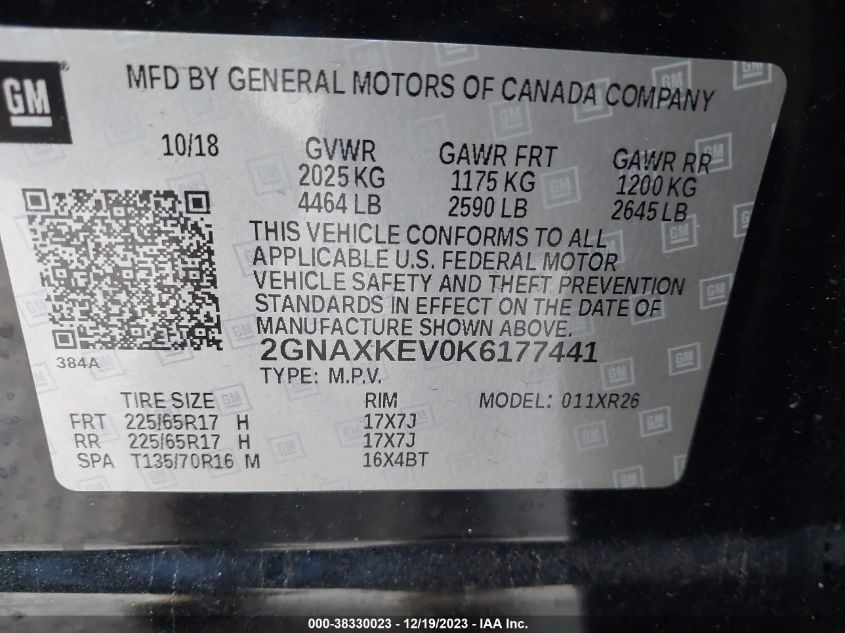 GM
MFD BY GENERAL MOTORS OF CANADA COMPANY
10/18 GVWR GAWR FRT GAWR RR
2025 KG 1175 KG 1200 KG
4464 LB 2590 LB 2645 LB
THIS VEHICLE CONFORMS TO ALL
APPLICABLE U.S. FEDERAL MOTOR
VEHICLE SAFETY AND THEFT PREVENTION
STANDARDS IN EFFECT ON THE DATE OF
MANUFACTURE SHOWN ABOVE.
384A 2GNAXKEV0K6177441
TYPE: M.P.V.
TIRE SIZE RIM MODEL: 011XR26
FRT 225/65R17 H 17X7J
RR 225/65R17 H 17X7J
SPA T135/70R16 M 16X4BT
000-38330023 — 12/19/2023 — IAA Inc.